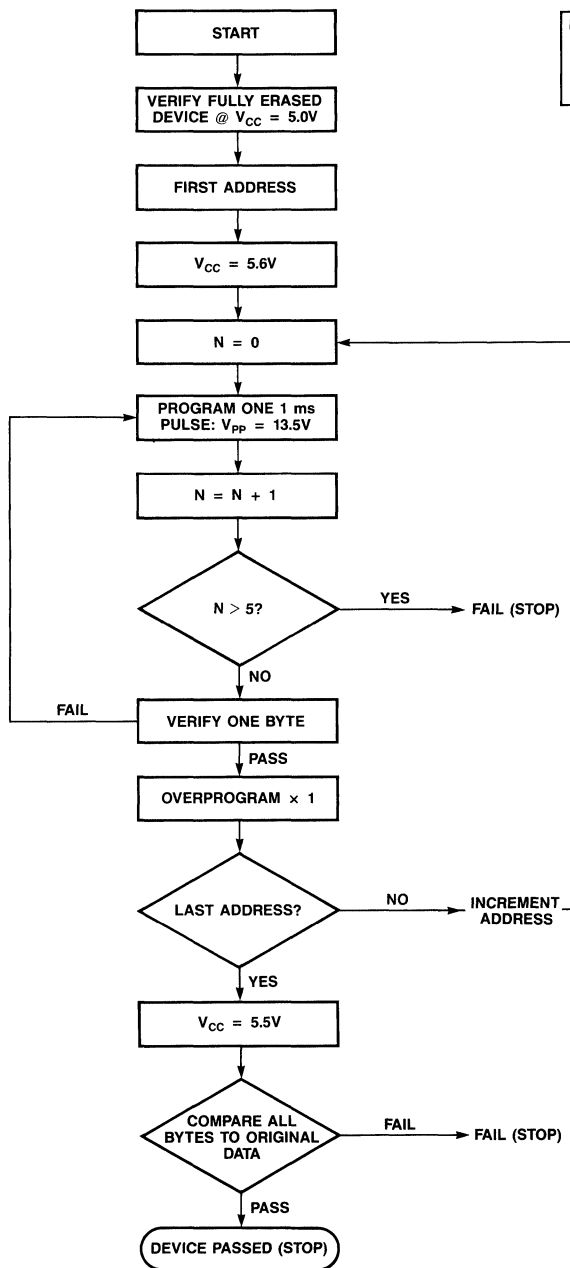 START
VERIFY FULLY ERASED
DEVICE @ VCC = 5.0V
FIRST ADDRESS
VCC = 5.6V
N = 0
PROGRAM ONE 1 ms
PULSE: VPP = 13.5V
N = N + 1
N > 5?
YES
FAIL (STOP)
NO
FAIL
VERIFY ONE BYTE
PASS
OVERPROGRAM × 1
LAST ADDRESS?
NO
INCREMENT
ADDRESS
YES
VCC = 5.5V
COMPARE ALL
BYTES TO ORIGINAL
DATA
FAIL
FAIL (STOP)
PASS
DEVICE PASSED (STOP)